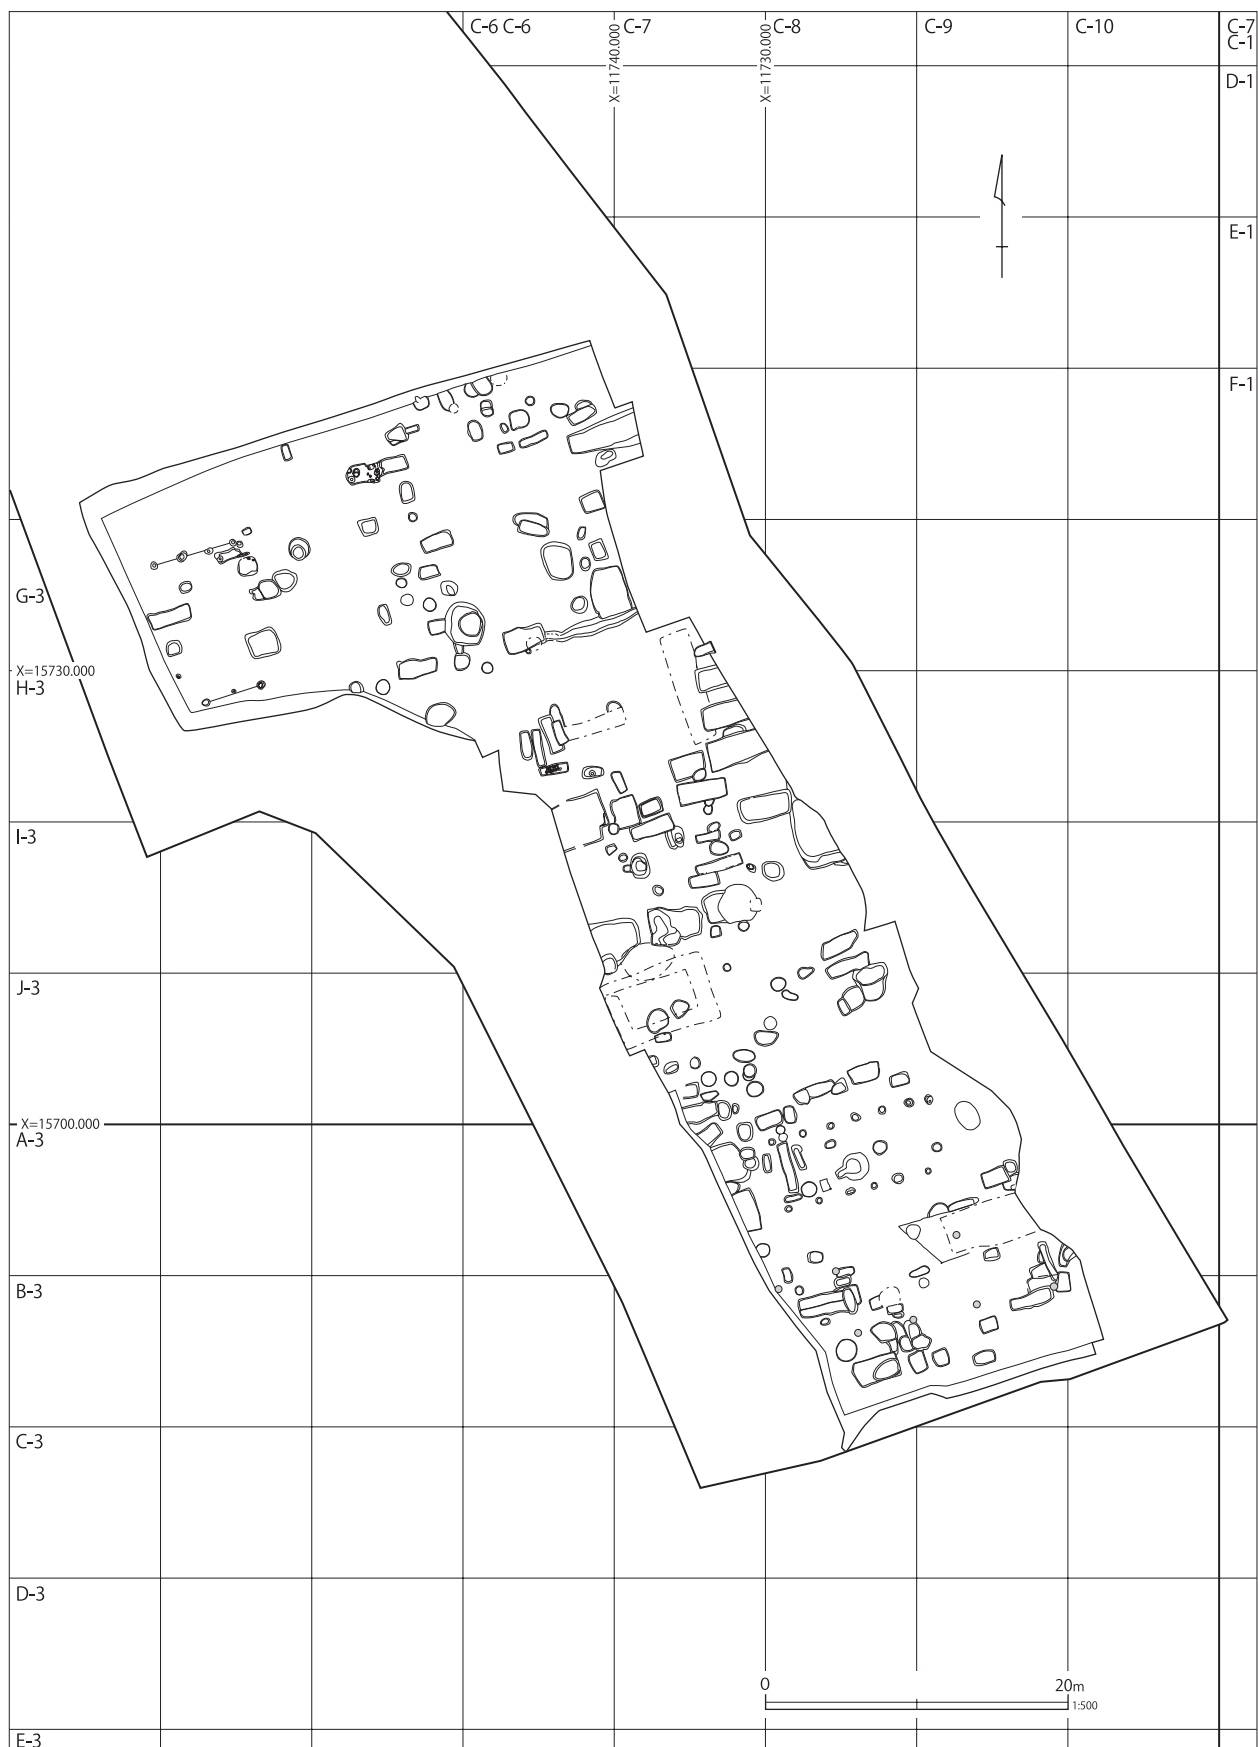 C-6 C-6
C-7
C-8
C-9
C-10
C-7
C-1
X=11740.000
X=11730.000
D-1
E-1
F-1
G-3
X=15730.000
H-3
I-3
J-3
X=15700.000
A-3
B-3
C-3
D-3
0
20m
1:500
E-3